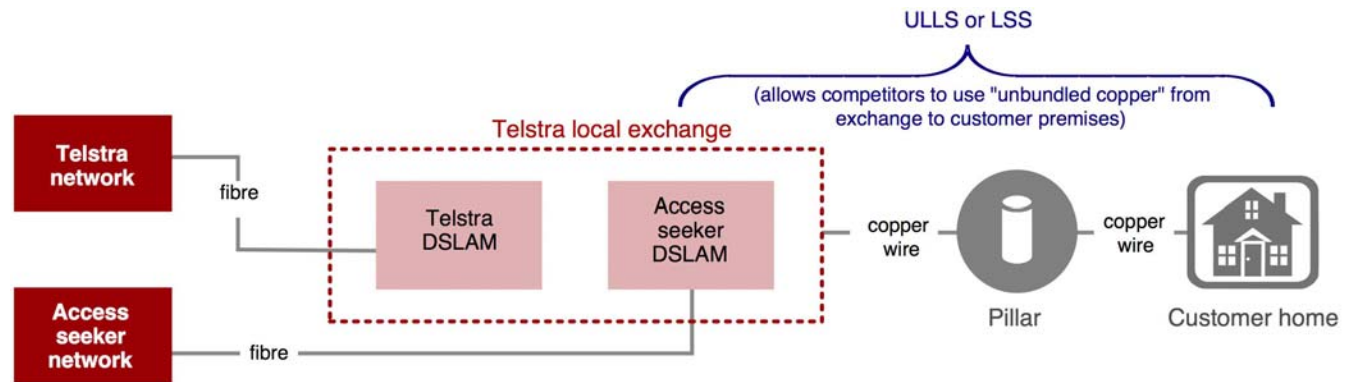 ULLS or LSS
(allows competitors to use "unbundled copper" from
exchange to customer premises)
Telstra local exchange
Telstra
network
fibre
Telstra
DSLAM
Access
seeker
DSLAM
copper
wire
copper
wire
Pillar
Customer home
Access
seeker
network
fibre